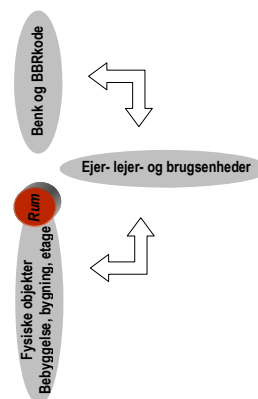 Benk og BBRkode
Ejer- lejer- og brugsenheder
Rum
Fysiske objekter
Bebyggelse, bygning, etage